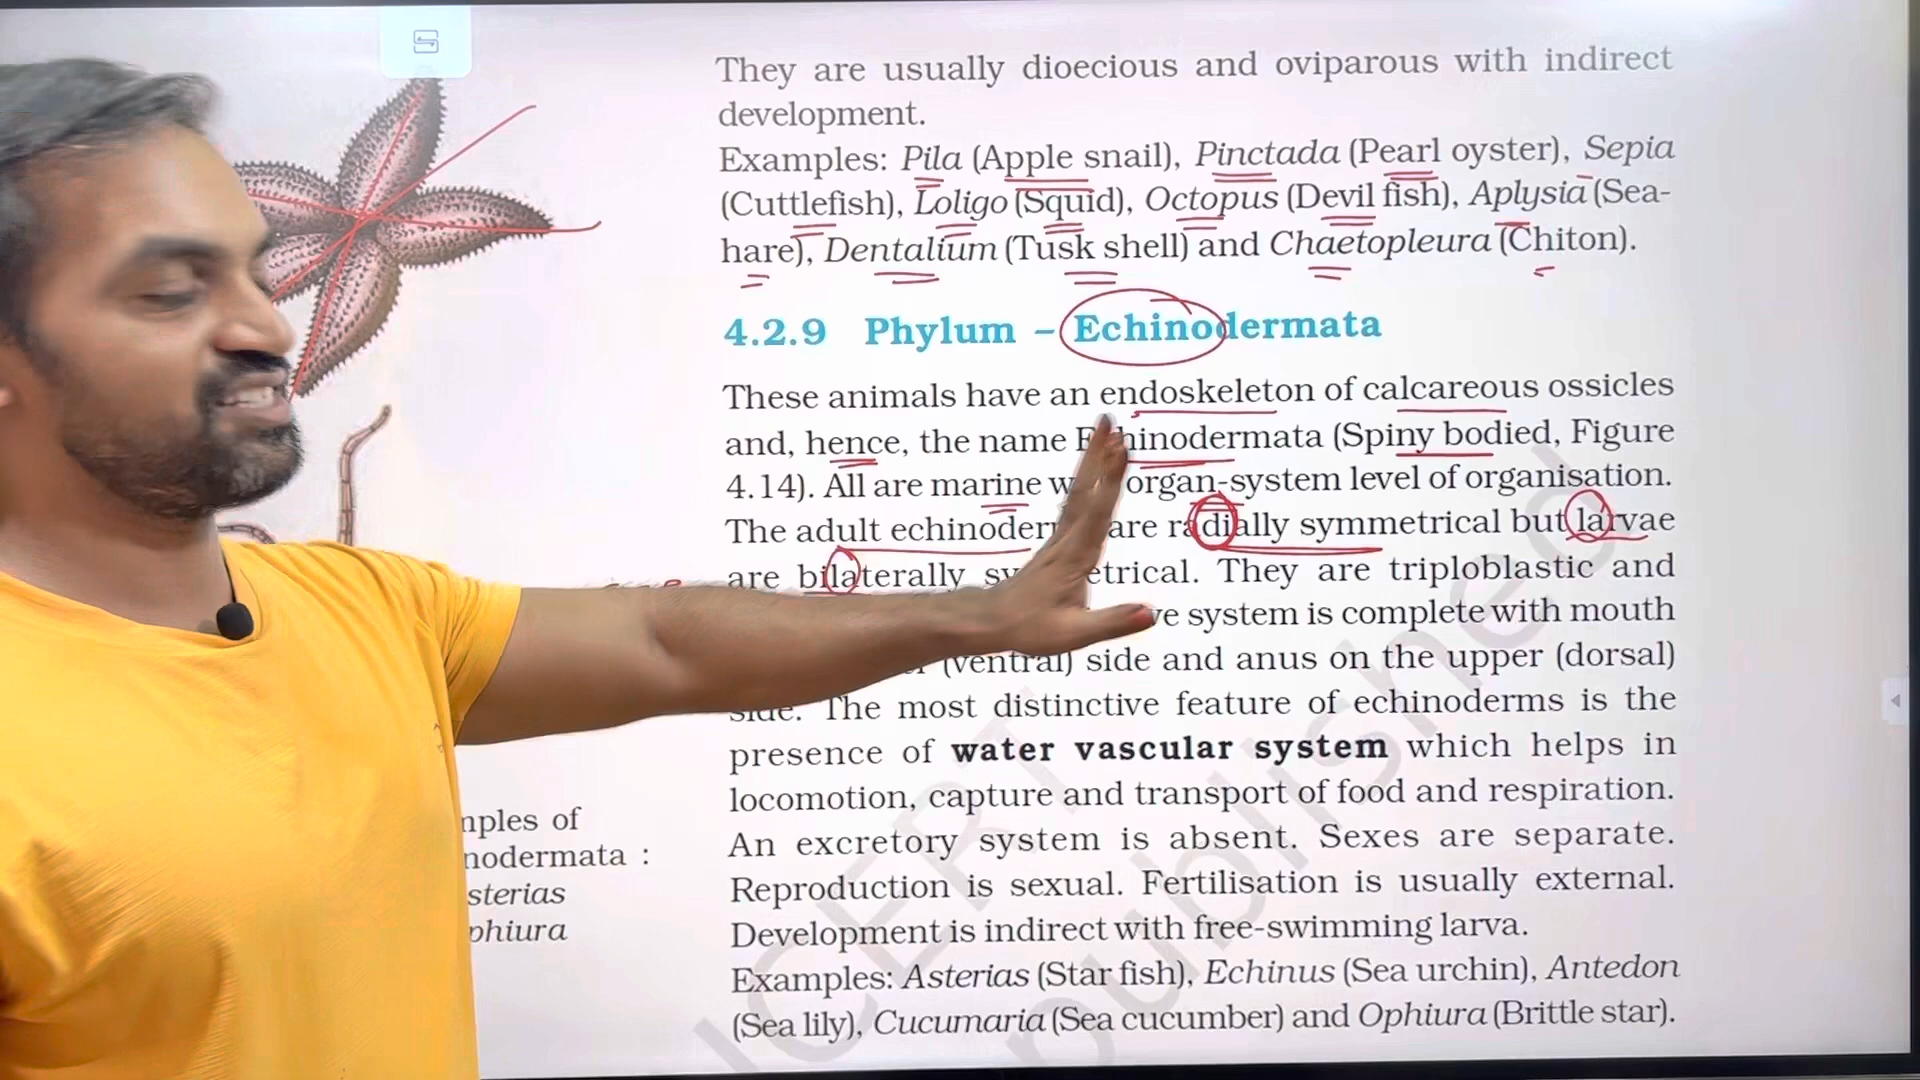 They are usually dioecious and oviparous with indirect
development.
Examples: Pila (Apple snail), Pinctada (Pearl oyster), Sepia
(Cuttlefish), Loligo (Squid), Octopus (Devil fish), Aplysia (Sea-
hare), Dentalium (Tusk shell) and Chaetopleura (Chiton).
4.2.9 Phylum – Echinodermata
These animals have an endoskeleton of calcareous ossicles
and, hence, the name Echinodermata (Spiny bodied, Figure
4.14). All are marine organ-system level of organisation.
The adult echinoder are radially symmetrical but larvae
are bilaterally sy etrical. They are triploblastic and
ve system is complete with mouth
(ventral) side and anus on the upper (dorsal)
side. The most distinctive feature of echinoderms is the
presence of water vascular system which helps in
locomotion, capture and transport of food and respiration.
An excretory system is absent. Sexes are separate.
Reproduction is sexual. Fertilisation is usually external.
Development is indirect with free-swimming larva.
Examples: Asterias (Star fish), Echinus (Sea urchin), Antedon
(Sea lily), Cucumaria (Sea cucumber) and Ophiura (Brittle star).
mples of
nodermata :
sterias
phiura
NCERT
published